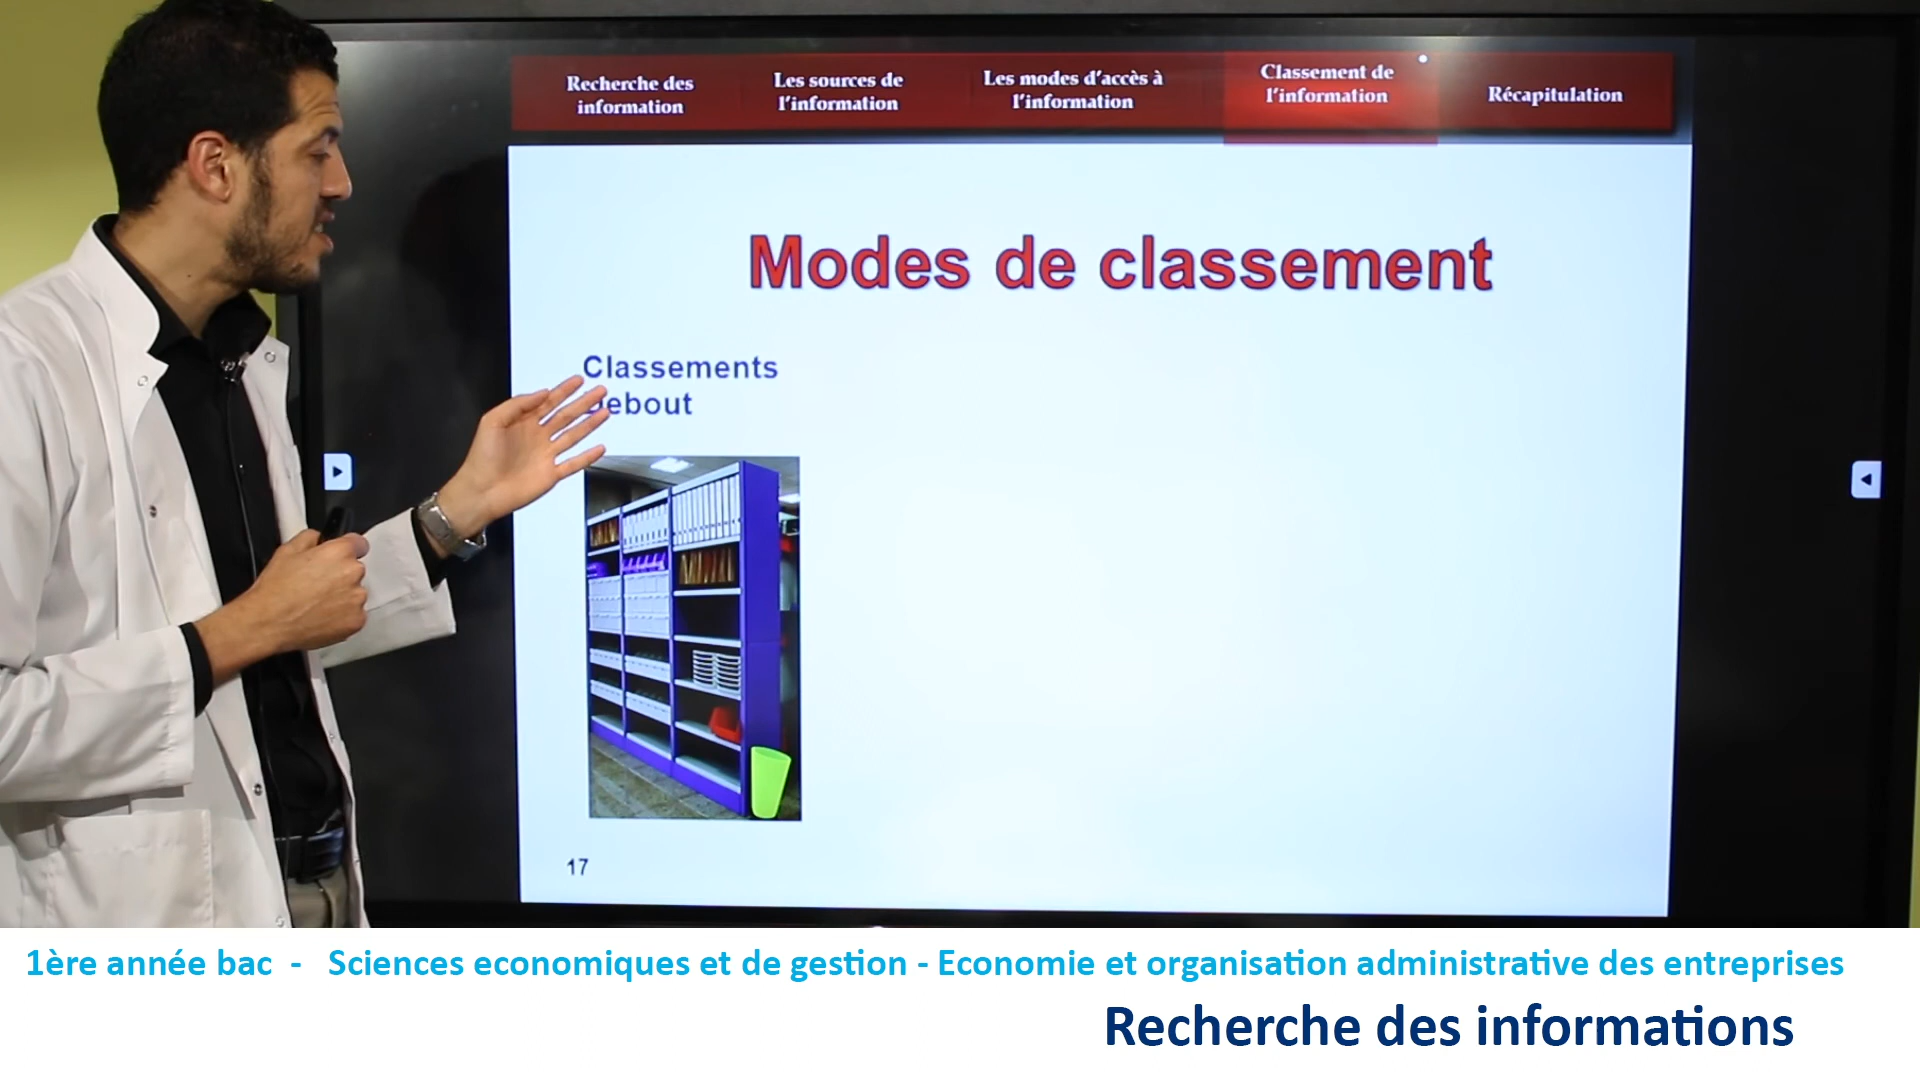 Recherche des
information
Les sources de
l'information
Les modes d'accès à
l'information
Classement de
l'information
Récapitulation
Modes de classement
Classements
Debout
17
1ère année bac - Sciences economiques et de gestion - Economie et organisation administrative des entreprises
Recherche des informations